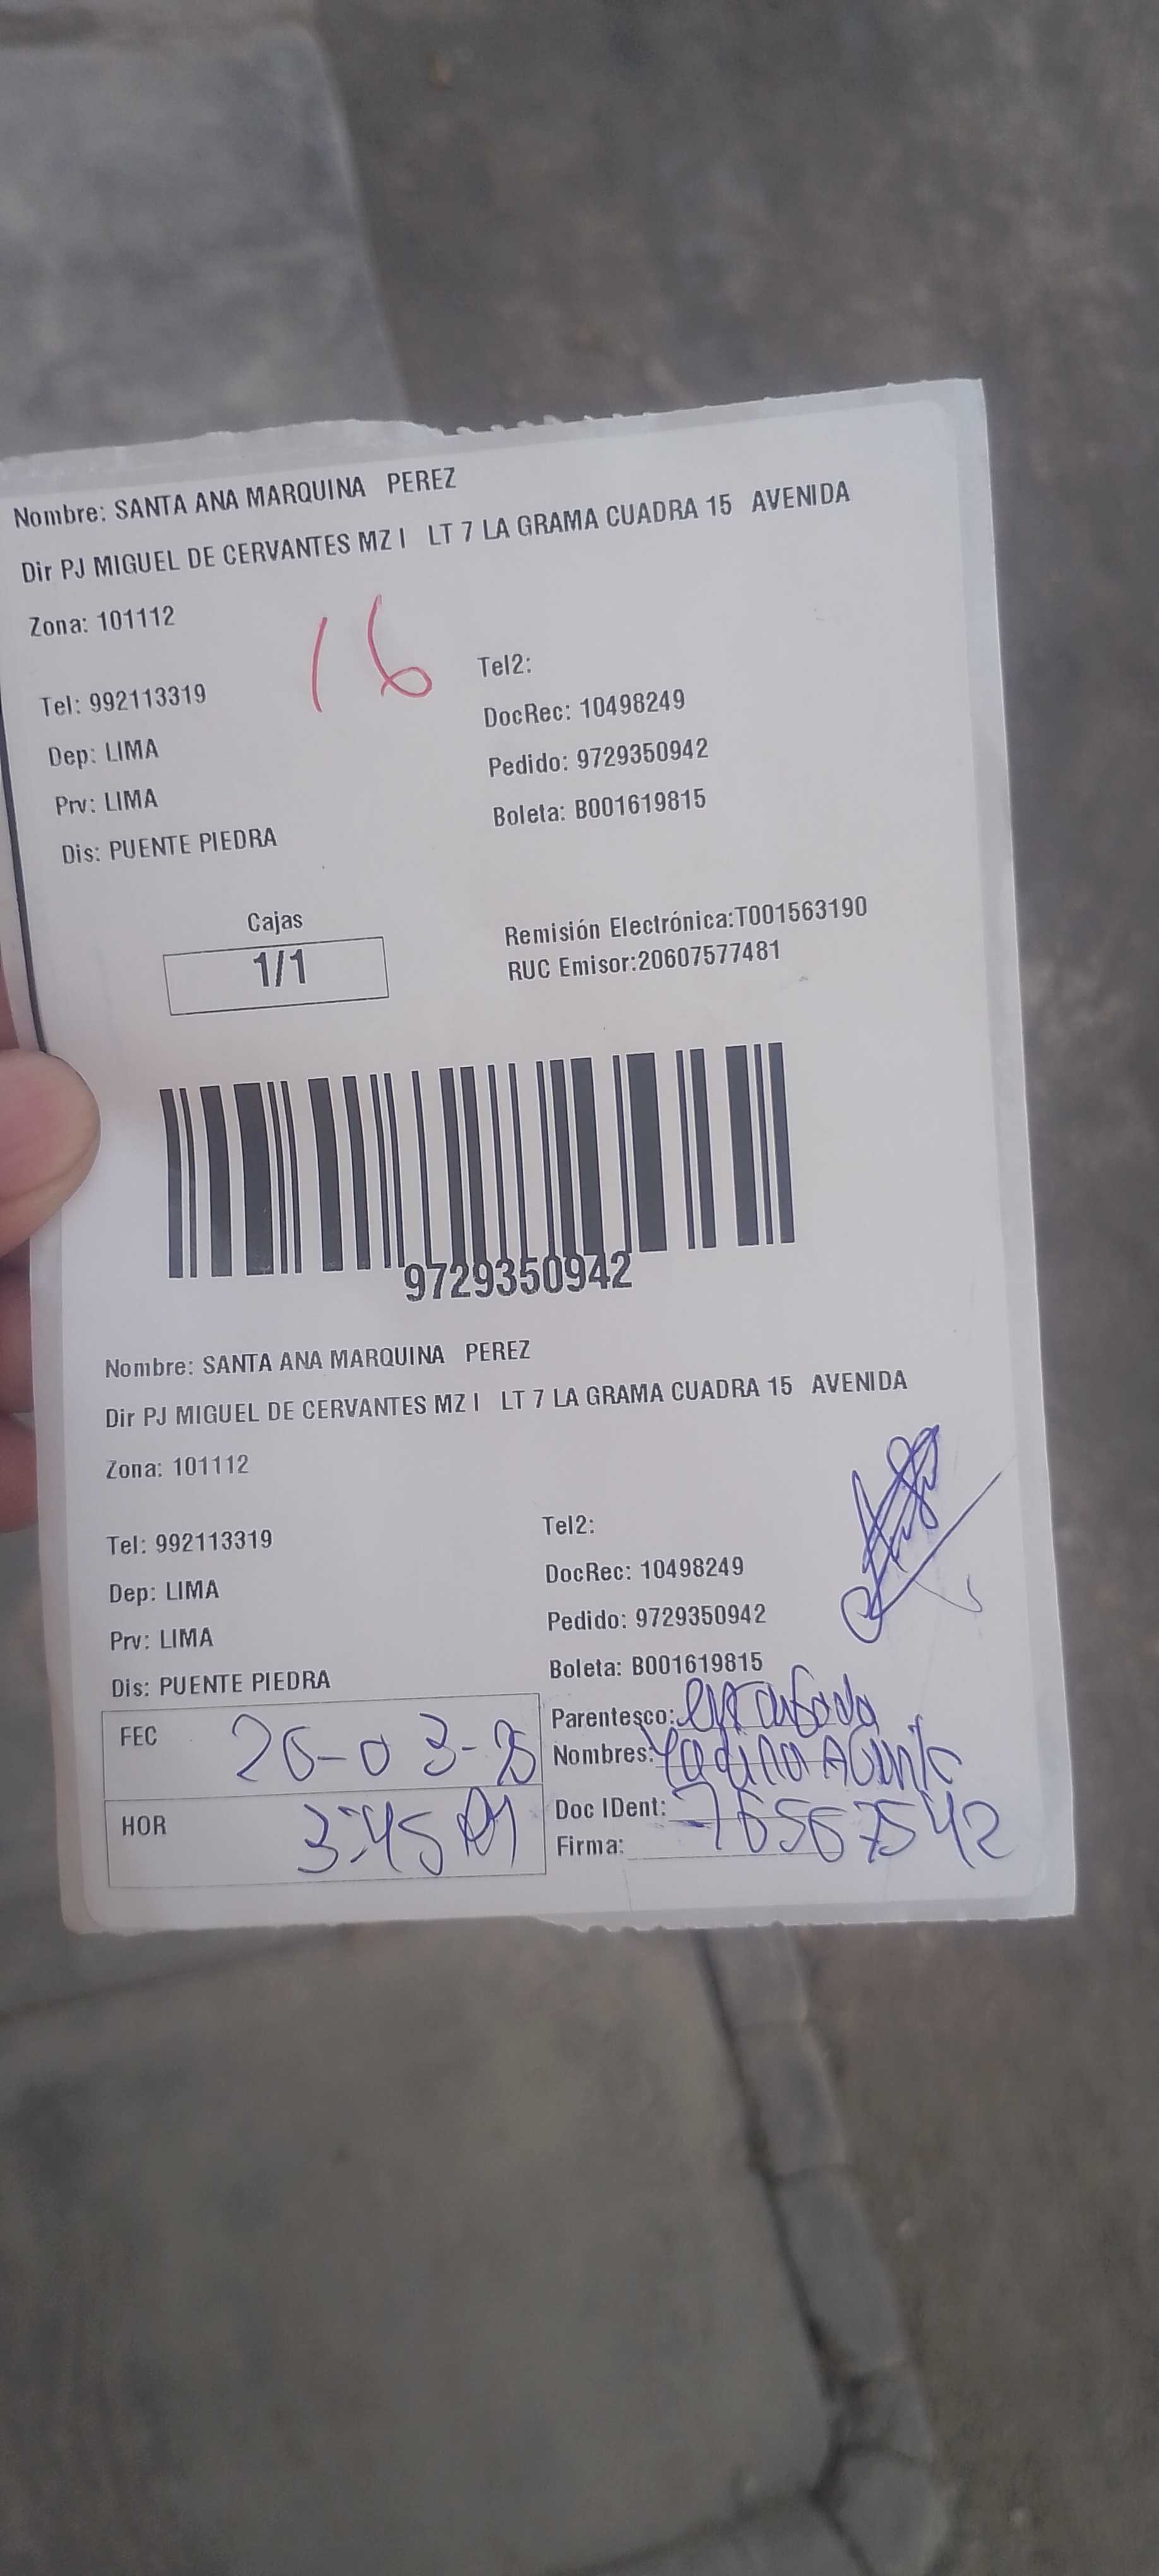 Nombre: SANTA ANA MARQUINA PEREZ
Dir PJ MIGUEL DE CERVANTES MZ I LT 7 LA GRAMA CUADRA 15 AVENIDA
Zona: 101112
16
Tel: 992113319
Tel2:
Dep: LIMA
DocRec: 10498249
Prv: LIMA
Pedido: 9729350942
Dis: PUENTE PIEDRA
Boleta: B001619815
Cajas
1/1
Remisión Electrónica:T001563190
RUC Emisor:20607577481
9729350942
Nombre: SANTA ANA MARQUINA PEREZ
Dir PJ MIGUEL DE CERVANTES MZ I LT 7 LA GRAMA CUADRA 15 AVENIDA
Zona: 101112
Tel: 992113319
Tel2:
Dep: LIMA
DocRec: 10498249
Prv: LIMA
Pedido: 9729350942
Dis: PUENTE PIEDRA
Boleta: B001619815
FEC 26-03-25
HOR 3:45
Parentesco:
Nombres:
Doc IDent: 76567542
Firma: